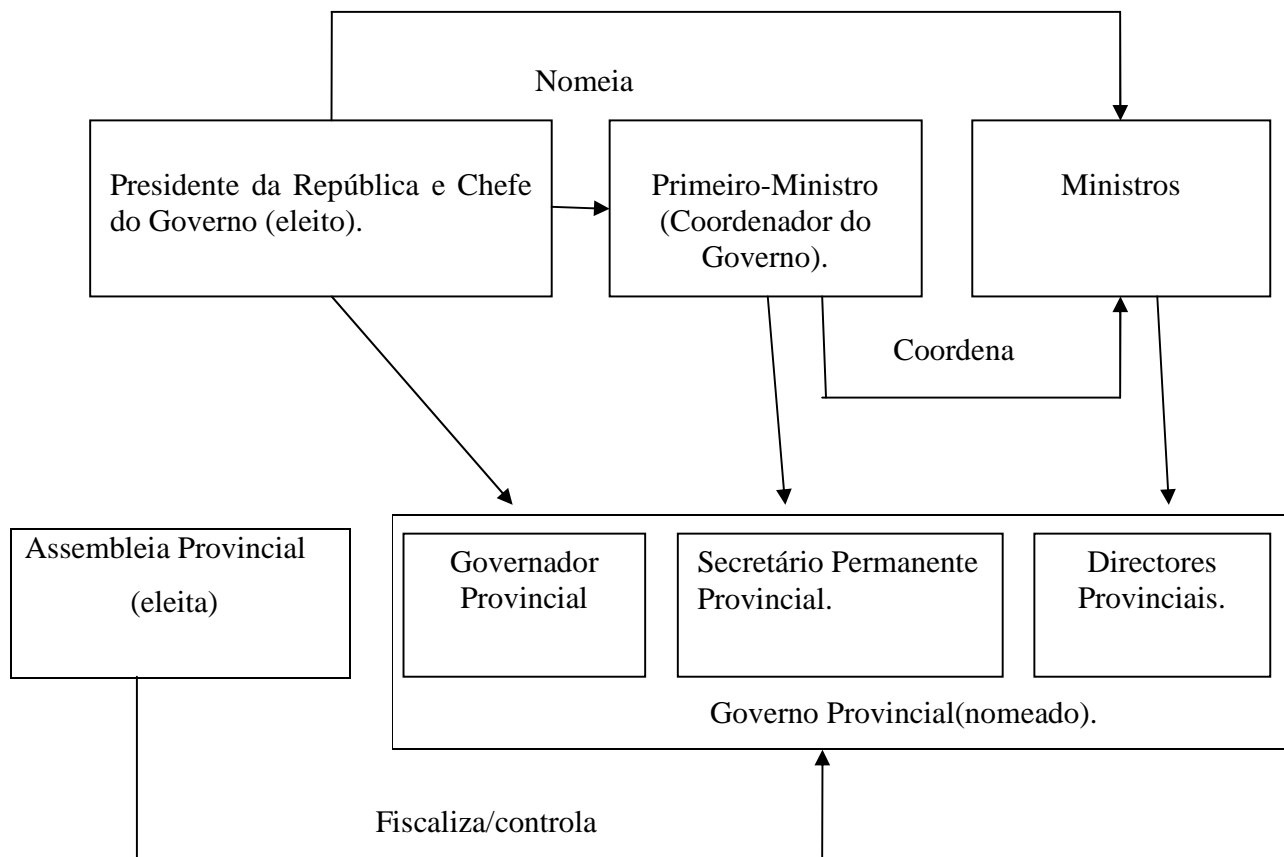 Nomeia
Presidente da República e Chefe
do Governo (eleito).
Primeiro-Ministro
(Coordenador do
Governo).
Ministros
Coordena
Assembleia Provincial
(eleita)
Governador
Provincial
Secretário Permanente
Provincial.
Directores
Provinciais.
Governo Provincial(nomeado).
Fiscaliza/controla